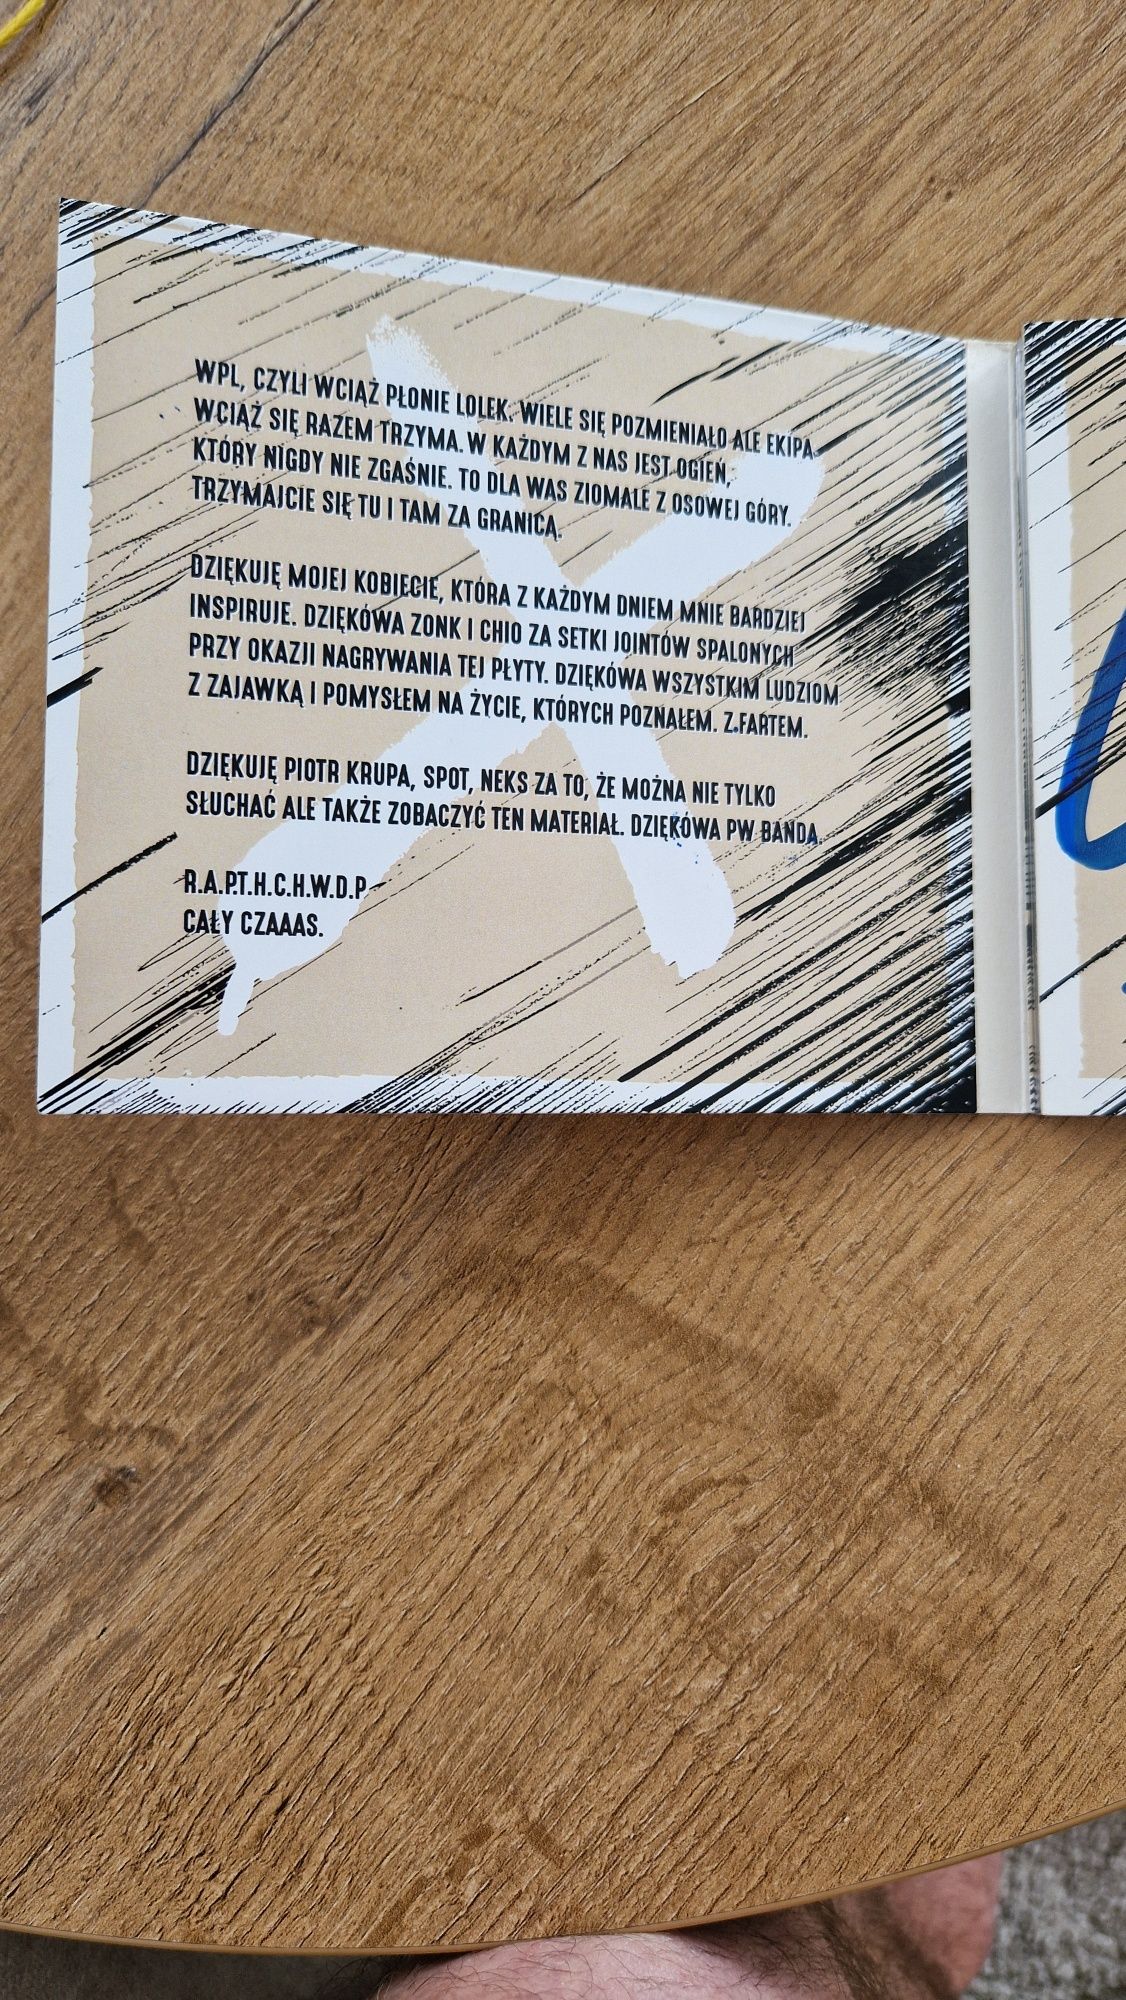 WPL, CZYLI WCIĄŻ PŁONIE LOLEK. WIELE SIĘ POZMIENIAŁO ALE EKIPA
WCIĄŻ SIĘ RAZEM TRZYMA. W KAŻDYM Z NAS JEST OGIEŃ,
KTÓRY NIGDY NIE ZGAŚNIE. TO DLA WAS ZIOMALE Z OSOWEJ GÓRY.
TRZYMAJCIE SIĘ TU I TAM ZA GRANICĄ.
DZIĘKUJĘ MOJEJ KOBIECIE, KTÓRA Z KAŻDYM DNIEM MNIE BARDZIEJ
INSPIRUJE. DZIĘKÓWA ZONK I CHIO ZA SETKI JOINTÓW SPALONYCH
PRZY OKAZJI NAGRYWANIA TEJ PŁYTY. DZIĘKÓWA WSZYSTKIM LUDZIOM
Z ZAJAWKĄ I POMYSŁEM NA ŻYCIE, KTÓRYCH POZNAŁEM. Z.FARTEM.
DZIĘKUJĘ PIOTR KRUPA, SPOT, NEKS ZA TO, ŻE MOŻNA NIE TYLKO
SŁUCHAĆ ALE TAKŻE ZOBACZYĆ TEN MATERIAŁ. DZIĘKÓWA PW BANDA.
R.A.P.T.H.C.H.W.D.P
CAŁY CZAAAS.